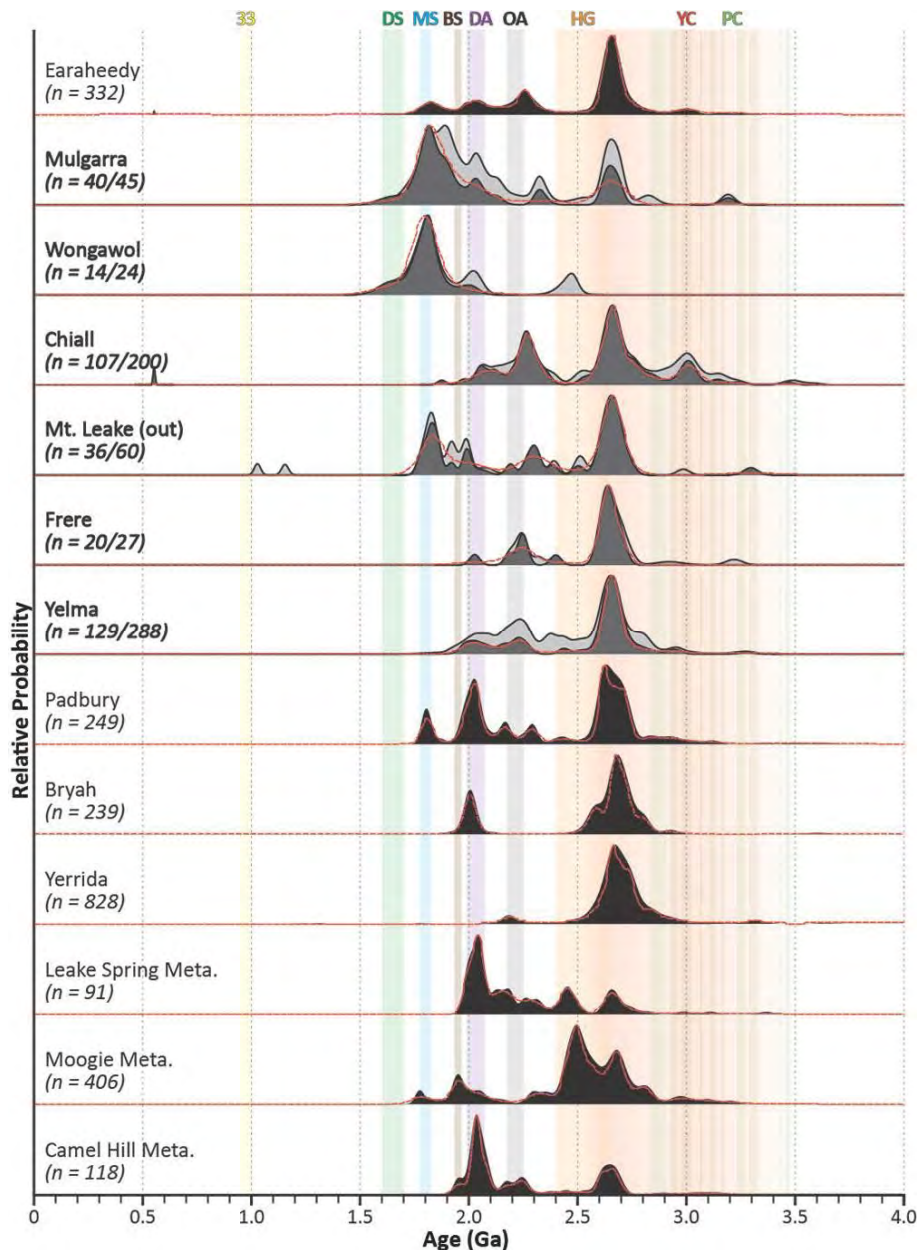 33 DS MS BS DA OA HG YC PC
Earaheedy
(n = 332)
Mulgarra
(n = 40/45)
Wongawol
(n = 14/24)
Chiall
(n = 107/200)
Mt. Leake (out)
(n = 36/60)
Frere
(n = 20/27)
Yelma
(n = 129/288)
Padbury
(n = 249)
Bryah
(n = 239)
Yerrida
(n = 828)
Leake Spring Meta.
(n = 91)
Moogie Meta.
(n = 406)
Camel Hill Meta.
(n = 118)
Relative Probability
0 0.5 1.0 1.5 2.0 2.5 3.0 3.5 4.0
Age (Ga)